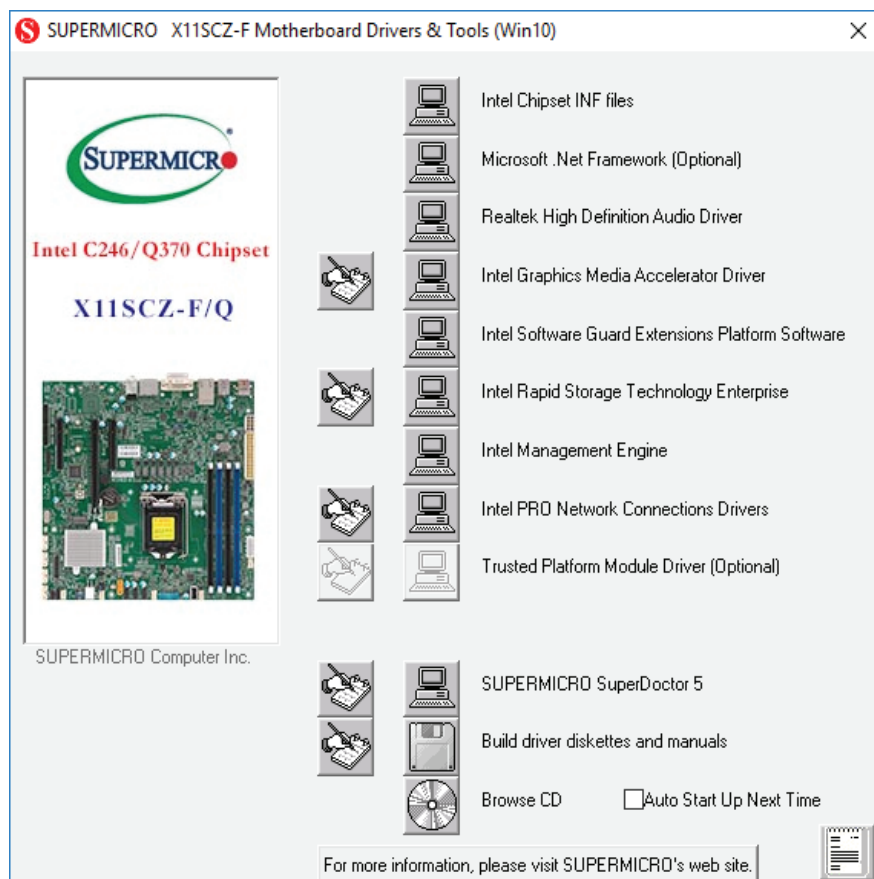 SUPERMICRO X11SCZ-F Motherboard Drivers & Tools (Win10)
SUPERMICRO
Intel C246/Q370 Chipset
X11SCZ-F/Q
SUPERMICRO Computer Inc.
Intel Chipset INF files
Microsoft .Net Framework (Optional)
Realtek High Definition Audio Driver
Intel Graphics Media Accelerator Driver
Intel Software Guard Extensions Platform Software
Intel Rapid Storage Technology Enterprise
Intel Management Engine
Intel PRO Network Connections Drivers
Trusted Platform Module Driver (Optional)
SUPERMICRO SuperDoctor 5
Build driver diskettes and manuals
Browse CD
Auto Start Up Next Time
For more information, please visit SUPERMICRO's web site.